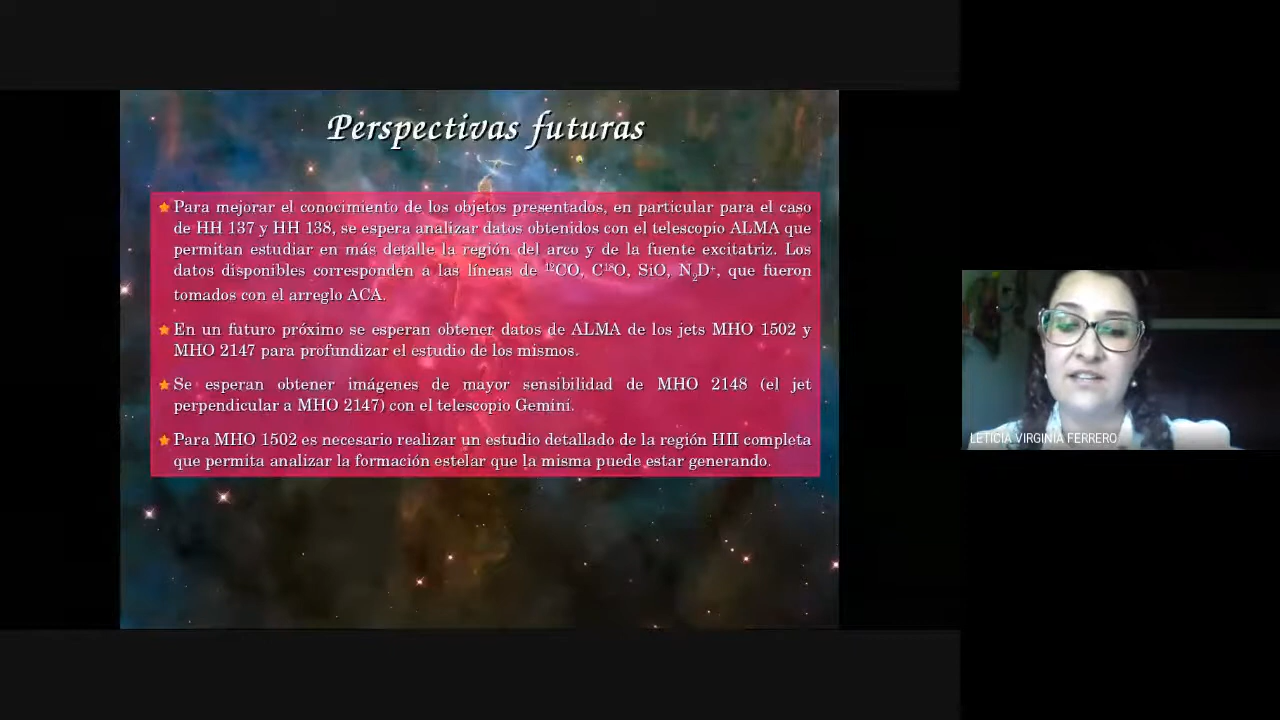 Perspectivas futuras
Para mejorar el conocimiento de los objetos presentados, en particular para el caso
de HH 137 y HH 138, se espera analizar datos obtenidos con el telescopio ALMA que
permitan estudiar en más detalle la región del arco y de la fuente excitatriz. Los
datos disponibles corresponden a las líneas de ¹²CO, C¹⁸O, SiO, N₂D⁺, que fueron
tomados con el arreglo ACA.
En un futuro próximo se esperan obtener datos de ALMA de los jets MHO 1502 y
MHO 2147 para profundizar el estudio de los mismos.
Se esperan obtener imágenes de mayor sensibilidad de MHO 2148 (el jet
perpendicular a MHO 2147) con el telescopio Gemini.
Para MHO 1502 es necesario realizar un estudio detallado de la región HII completa
que permita analizar la formación estelar que la misma puede estar generando.
LETICIA VIRGINIA FERRERO